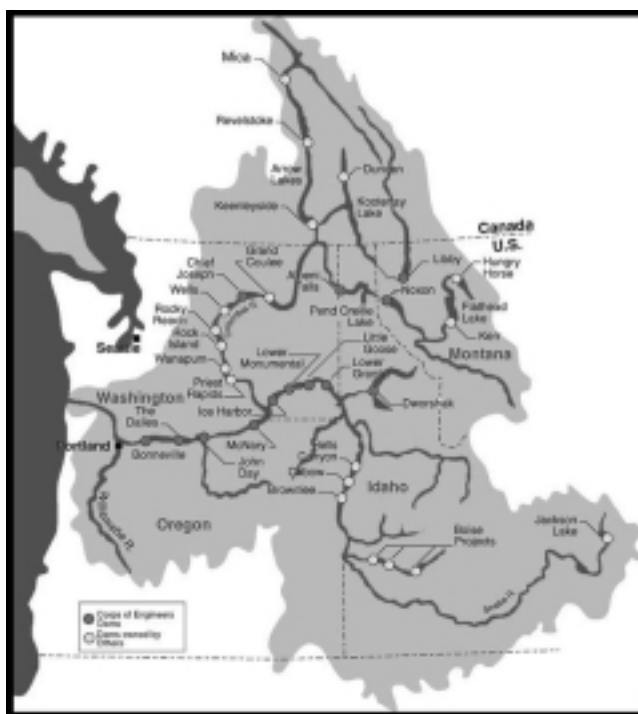 Mica
Revelstoke
Arrow
Lakes
Duncan
Kootenay
Lake
Keenleyside
Canada
U.S.
Grand
Coulee
Chief
Joseph
Albeni
Falls
Libby
Hungry
Horse
Wells
Noxon
Rocky
Reach
Columbia R.
Pend Oreille
Lake
Flathead
Lake
Rock
Island
Kerr
Seattle
Little
Goose
Montana
Wanapum
Lower
Monumental
Lower
Granite
Priest
Rapids
Washington
Ice Harbor
Dworshak
The
Dalles
Portland
McNary
Hells
Canyon
Bonneville
John
Day
Oxbow
Idaho
Brownlee
Willamette R.
Oregon
Boise
Projects
Jackson
Lake
Snake R.
Corps of Engineers
Dams
Dams owned by
Others